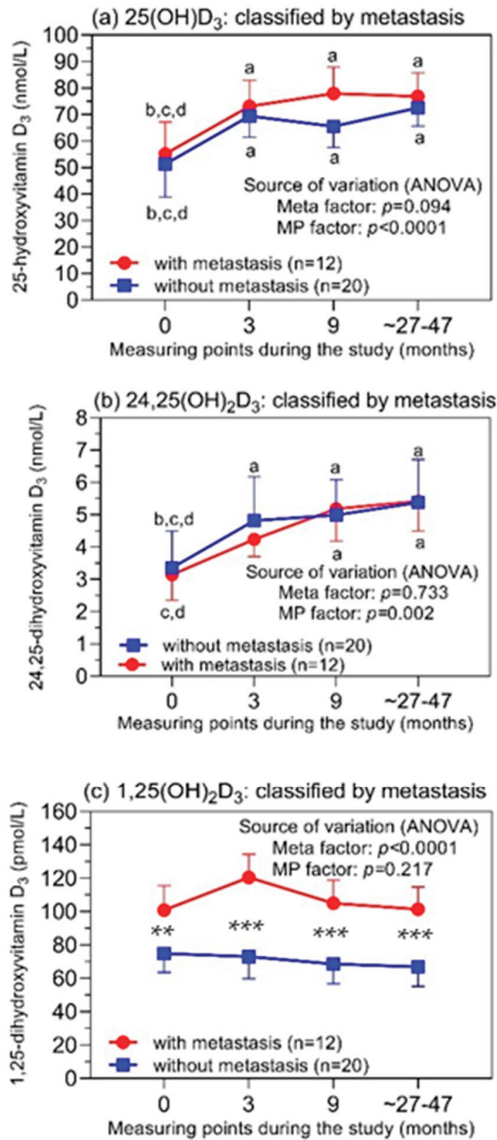 (a) 25(OH)D3: classified by metastasis
25-hydroxyvitamin D3 (nmol/L)
100
90
80
70
60
50
40
30
20
10
0
b,c,d
a
a
a
b,c,d
a
a
a
Source of variation (ANOVA)
Meta factor: p=0.094
MP factor: p<0.0001
with metastasis (n=12)
without metastasis (n=20)
0 3 9 ~27-47
Measuring points during the study (months)
(b) 24,25(OH)2D3: classified by metastasis
24,25-dihydroxyvitamin D3 (nmol/L)
8
7
6
5
4
3
2
1
0
b,c,d
a
a
a
c,d
a
a
Source of variation (ANOVA)
Meta factor: p=0.733
MP factor: p=0.002
without metastasis (n=20)
with metastasis (n=12)
0 3 9 ~27-47
Measuring points during the study (months)
(c) 1,25(OH)2D3: classified by metastasis
1,25-dihydroxyvitamin D3 (pmol/L)
160
140
120
100
80
60
40
20
0
Source of variation (ANOVA)
Meta factor: p<0.0001
MP factor: p=0.217
** *** *** ***
with metastasis (n=12)
without metastasis (n=20)
0 3 9 ~27-47
Measuring points during the study (months)